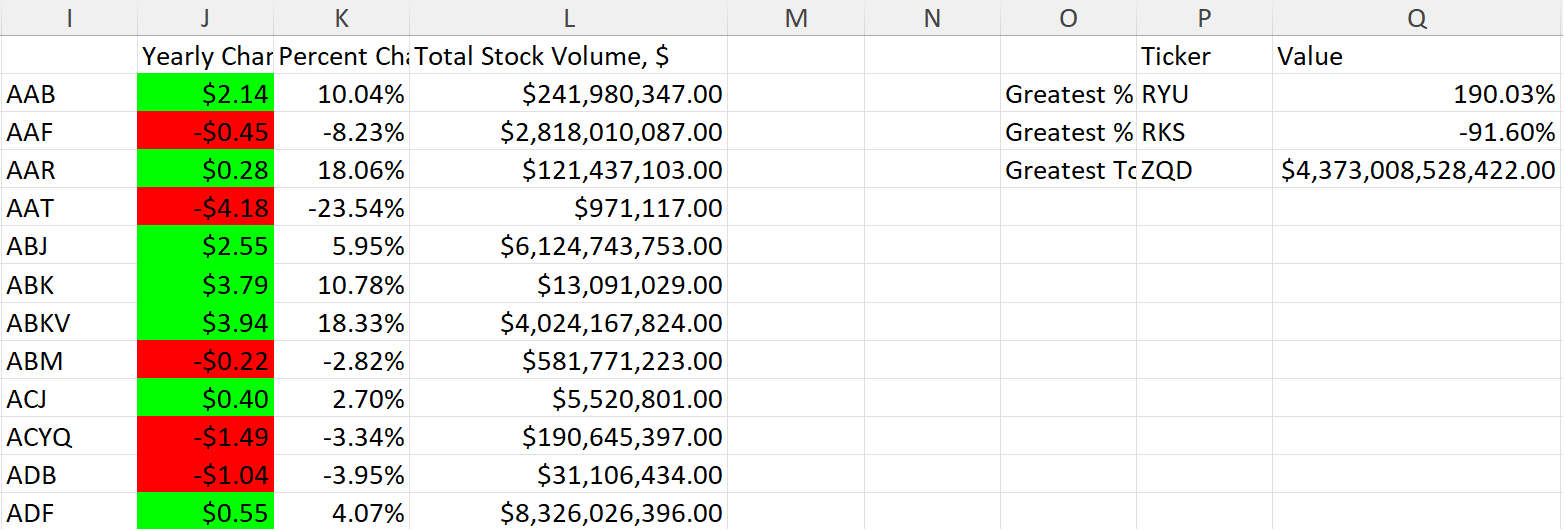 I J K L M N O P Q
Yearly Char Percent Cha Total Stock Volume, $ Ticker Value
AAB $2.14 10.04% $241,980,347.00 Greatest % RYU 190.03%
AAF -$0.45 -8.23% $2,818,010,087.00 Greatest % RKS -91.60%
AAR $0.28 18.06% $121,437,103.00 Greatest To ZQD $4,373,008,528,422.00
AAT -$4.18 -23.54% $971,117.00
ABJ $2.55 5.95% $6,124,743,753.00
ABK $3.79 10.78% $13,091,029.00
ABKV $3.94 18.33% $4,024,167,824.00
ABM -$0.22 -2.82% $581,771,223.00
ACJ $0.40 2.70% $5,520,801.00
ACYQ -$1.49 -3.34% $190,645,397.00
ADB -$1.04 -3.95% $31,106,434.00
ADF $0.55 4.07% $8,326,026,396.00